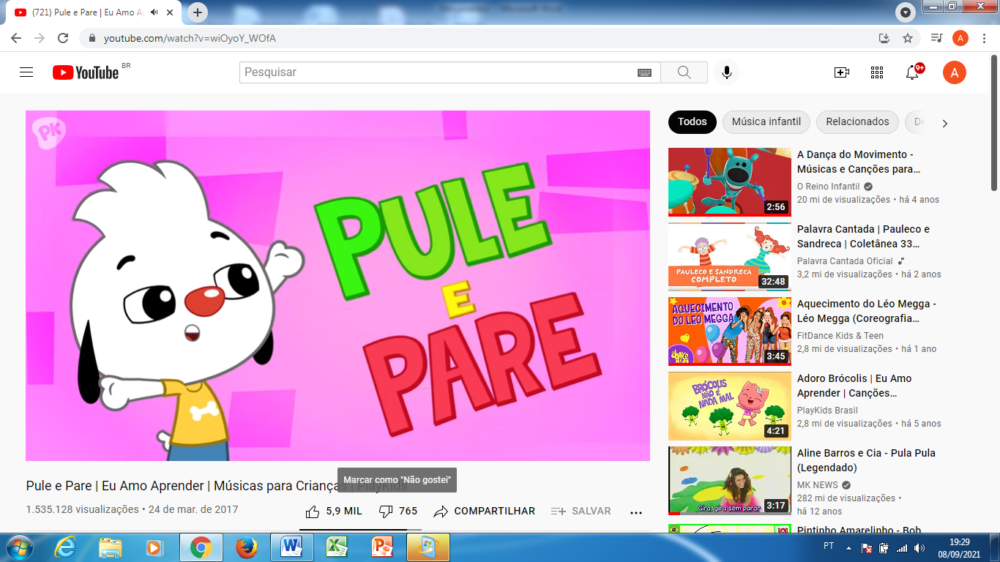 (721) Pule e Pare | Eu Amo A
youtube.com/watch?v=wiOyoY_WOfA
A
YouTube BR
Pesquisar
9+
A
PK
PULE
E
PARE
Marcar como "Não gostei"
Pule e Pare | Eu Amo Aprender | Músicas para Crianças | PlayKids
1.535.128 visualizações • 24 de mar. de 2017
5,9 MIL 765 COMPARTILHAR SALVAR
Todos Música infantil Relacionados
2:56
A Dança do Movimento -
Músicas e Canções para…
O Reino Infantil
20 mi de visualizações • há 4 anos
PAULECO E SANDRECA
COMPLETO
32:48
Palavra Cantada | Pauleco e
Sandreca | Coletânea 33…
Palavra Cantada Oficial
3,2 mi de visualizações • há 2 anos
AQUECIMENTO
DO LEO MEGGA
3:45
Aquecimento do Léo Megga -
Léo Megga (Coreografia…
FitDance Kids & Teen
2,8 mi de visualizações • há 1 ano
BRÓCOLIS
NÃO É
NADA MAL
4:21
Adoro Brócolis | Eu Amo
Aprender | Canções…
PlayKids Brasil
2,8 mi de visualizações • há 5 anos
Gira, gira sem parar
3:17
Aline Barros e Cia - Pula Pula
(Legendado)
MK NEWS
282 mi de visualizações •
há 12 anos
Pintinho Amarelinho - Bob
PT
19:29
08/09/2021